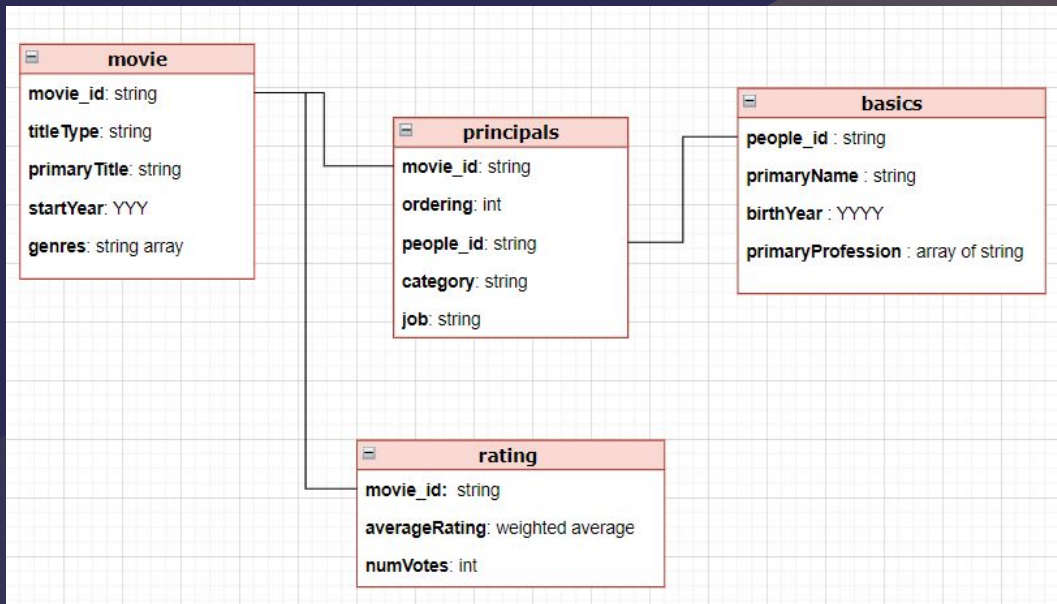 movie
movie_id: string
titleType: string
primaryTitle: string
startYear: YYY
genres: string array
principals
movie_id: string
ordering: int
people_id: string
category: string
job: string
basics
people_id : string
primaryName : string
birthYear : YYYY
primaryProfession : array of string
rating
movie_id: string
averageRating: weighted average
numVotes: int